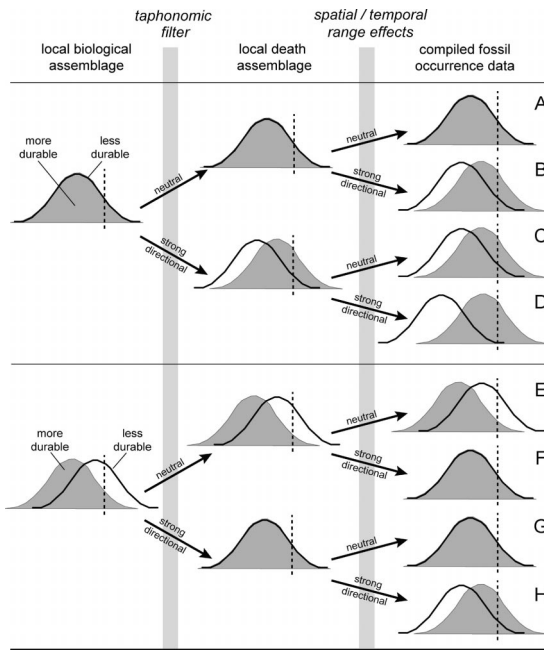 taphonomic
filter
spatial / temporal
range effects
local biological
assemblage
local death
assemblage
compiled fossil
occurrence data
more
durable
less
durable
neutral
strong
directional
neutral
strong
directional
neutral
strong
directional
A
B
C
D
more
durable
less
durable
neutral
strong
directional
neutral
strong
directional
neutral
strong
directional
E
F
G
H